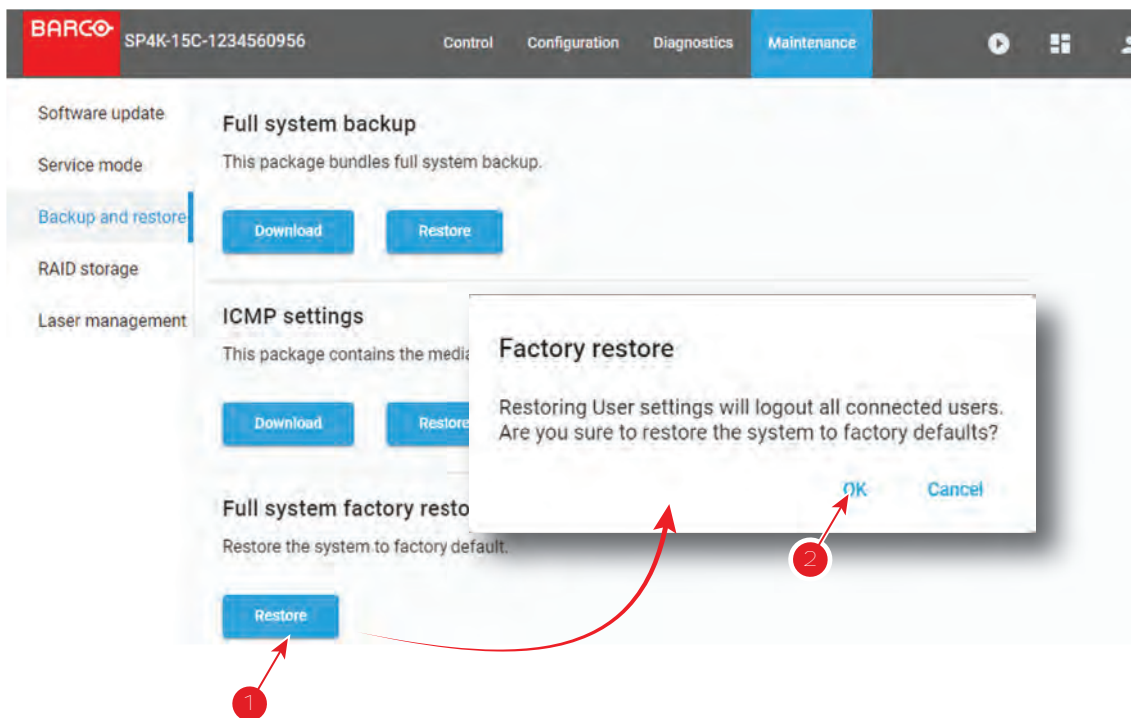 BARCO SP4K-15C-1234560956 Control Configuration Diagnostics Maintenance
Software update
Service mode
Backup and restore
RAID storage
Laser management
Full system backup
This package bundles full system backup.
Download Restore
ICMP settings
This package contains the media
Download Restore
Full system factory resto
Restore the system to factory default.
Restore
Factory restore
Restoring User settings will logout all connected users.
Are you sure to restore the system to factory defaults?
OK Cancel
1
2